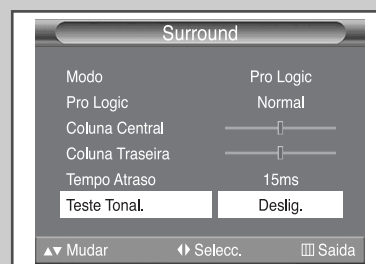 Surround
Modo Pro Logic
Pro Logic Normal
Coluna Central
Coluna Traseira
Tempo Atraso 15ms
Teste Tonal. Deslig.
▲▼ Mudar ◀▶ Selecc. Saida